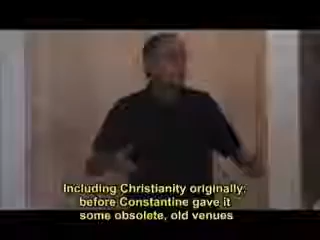 Including Christianity originally;
before Constantine gave it
some obsolete, old venues